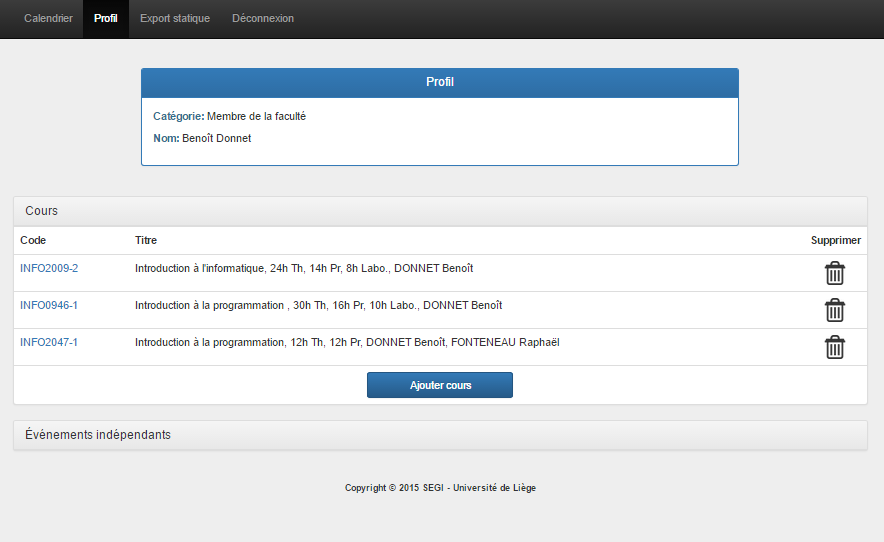 Calendrier Profil Export statique Déconnexion
Profil
Catégorie: Membre de la faculté
Nom: Benoît Donnet
Cours
Code Titre Supprimer
INFO2009-2 Introduction à l'informatique, 24h Th, 14h Pr, 8h Labo., DONNET Benoît
INFO0946-1 Introduction à la programmation , 30h Th, 16h Pr, 10h Labo., DONNET Benoît
INFO2047-1 Introduction à la programmation, 12h Th, 12h Pr, DONNET Benoît, FONTENEAU Raphaël
Ajouter cours
Événements indépendants
Copyright © 2015 SEGI - Université de Liège